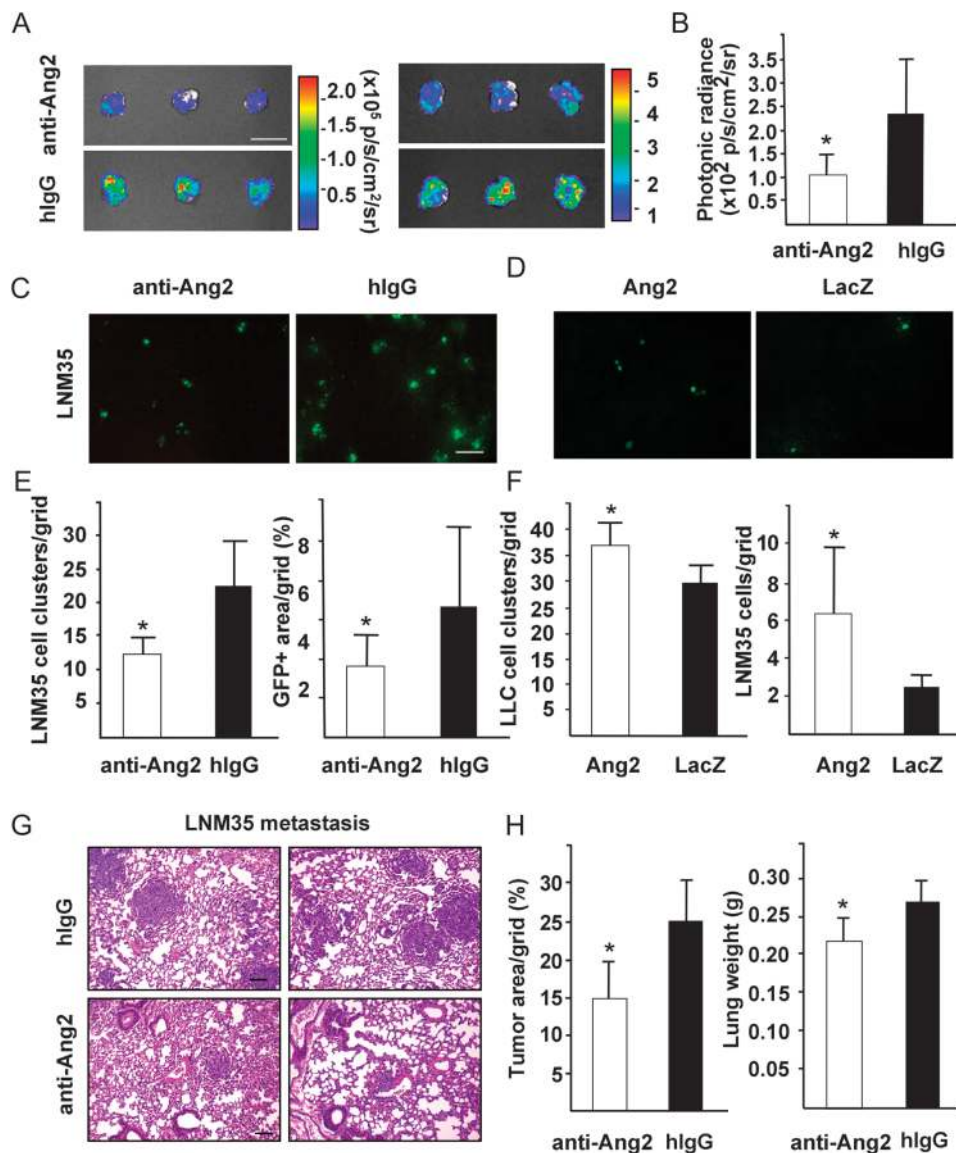 A
anti-Ang2
hIgG
2.0
1.5
1.0
0.5
(x10⁵ p/s/cm²/sr)
5
4
3
2
1
B
Photonic radiance
(x10² p/s/cm²/sr)
3.5
3.0
2.5
2.0
1.5
1.0
0.5
*
anti-Ang2 hIgG
C
anti-Ang2 hIgG
LNM35
D
Ang2 LacZ
E
LNM35 cell clusters/grid
30
25
20
15
10
5
*
anti-Ang2 hIgG
GFP+ area/grid (%)
8
6
4
2
*
anti-Ang2 hIgG
F
LLC cell clusters/grid
40
35
30
25
20
15
10
35
*
Ang2 LacZ
LNM35 cells/grid
10
8
6
4
2
*
Ang2 LacZ
G
LNM35 metastasis
hIgG
anti-Ang2
H
Tumor area/grid (%)
30
25
20
15
10
5
*
anti-Ang2 hIgG
Lung weight (g)
0.30
0.25
0.20
0.15
0.10
0.05
*
anti-Ang2 hIgG